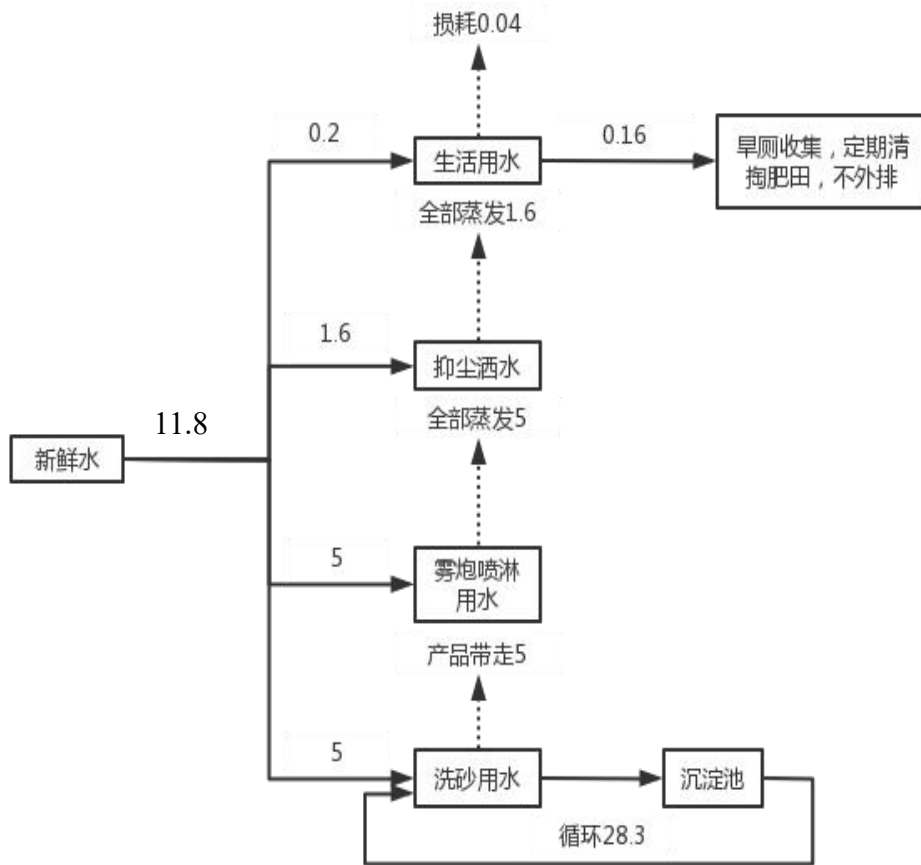 损耗0.04
0.2
生活用水
0.16
旱厕收集，定期清
掏肥田，不外排
全部蒸发1.6
1.6
抑尘洒水
全部蒸发5
11.8
新鲜水
5
雾炮喷淋
用水
产品带走5
5
洗砂用水
沉淀池
循环28.3